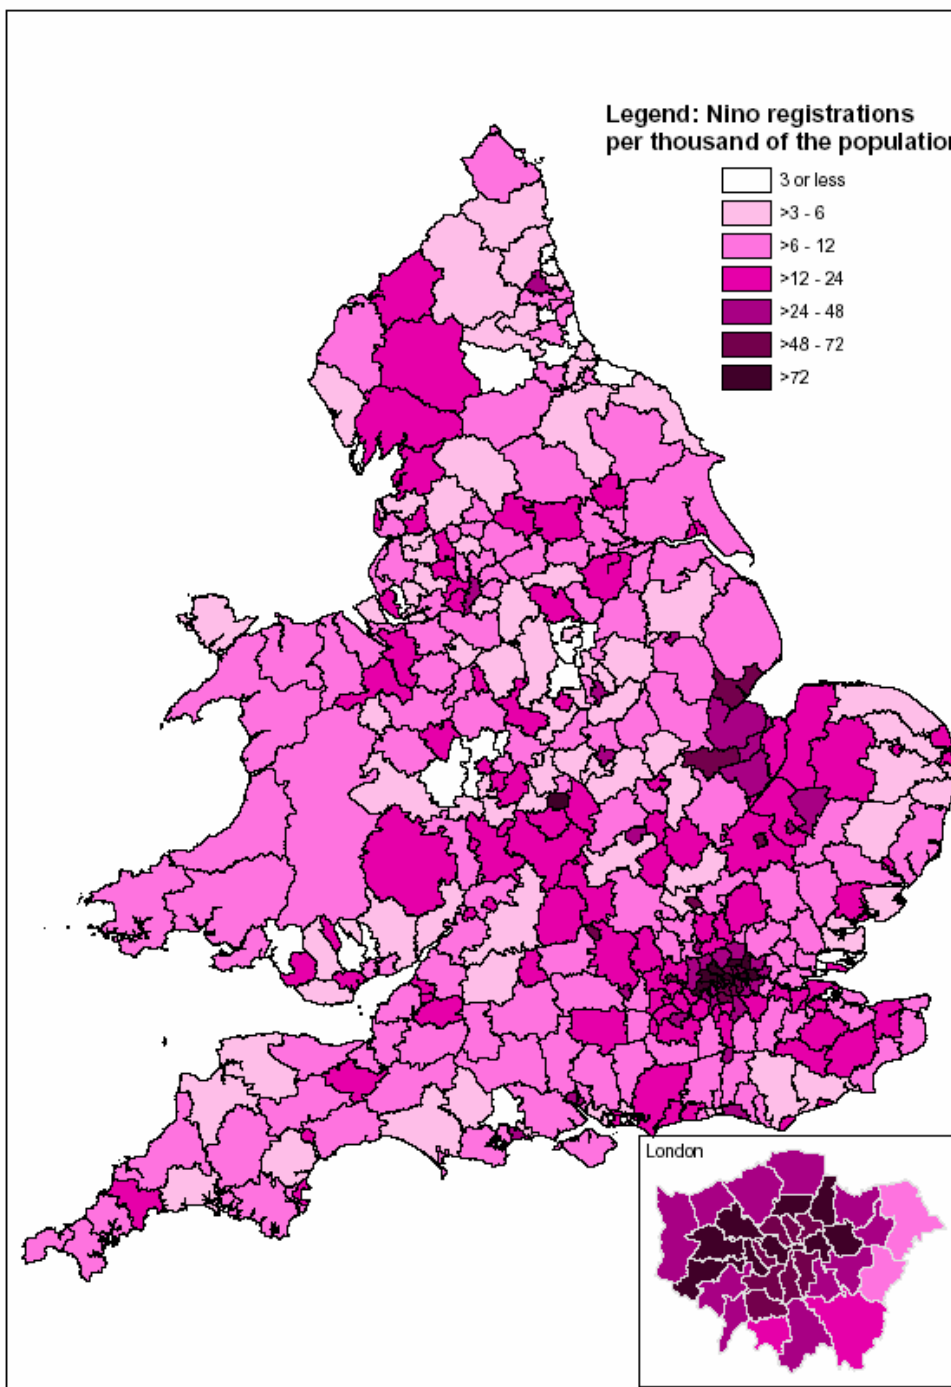 Legend: Nino registrations
per thousand of the population
3 or less
>3 - 6
>6 - 12
>12 - 24
>24 - 48
>48 - 72
>72
London